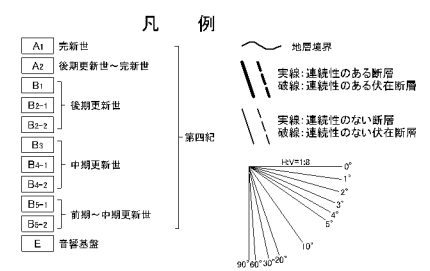 凡 例
A1 完新世
A2 後期更新世～完新世
B1
B2-1 後期更新世
B2-2
B3
B4-1 中期更新世
B4-2
B5-1
B5-2 前期～中期更新世
E 音響基盤
第四紀
地層境界
実線：連続性のある断層
破線：連続性のある伏在断層
実線：連続性のない断層
破線：連続性のない伏在断層
H:V=1:8
0°
1°
2°
3°
4°
5°
10°
90° 60° 30° 20°